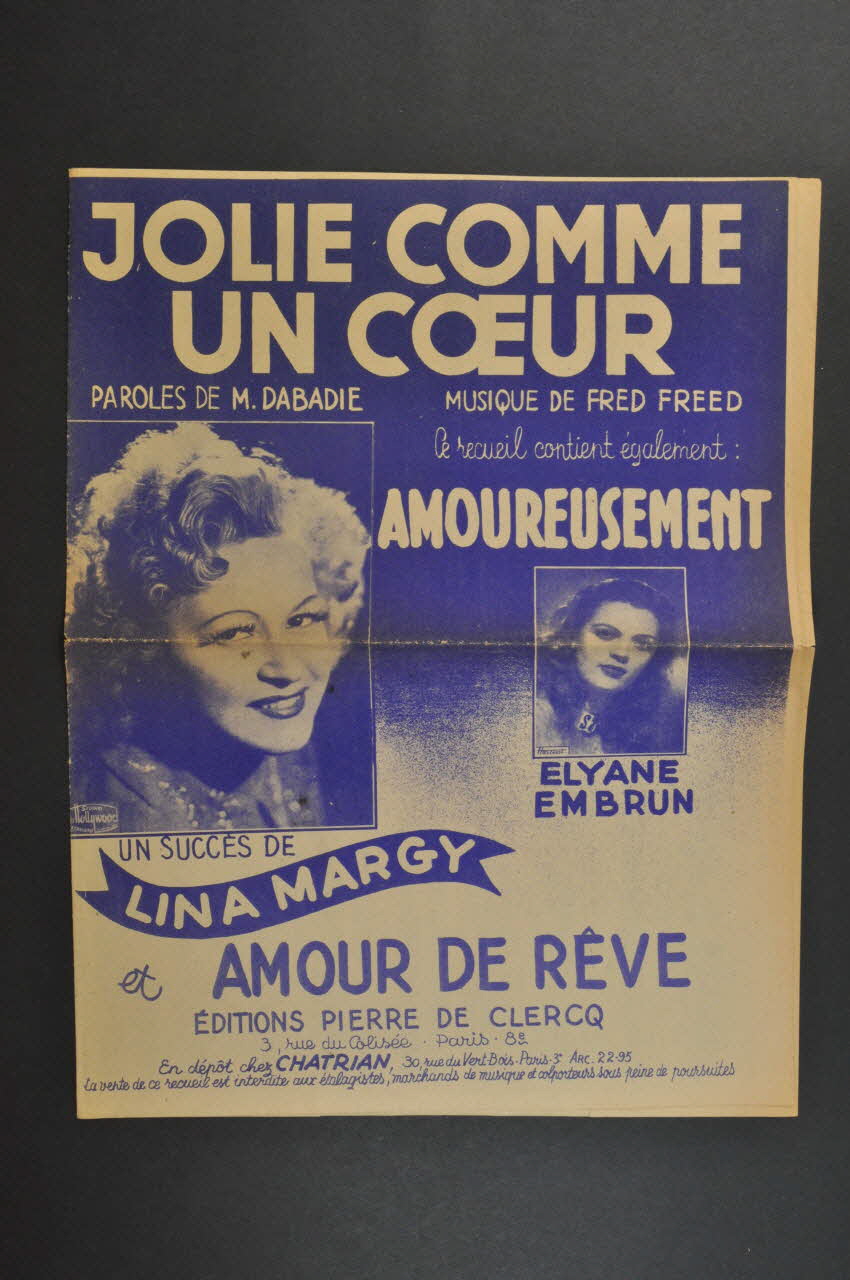 JOLIE COMME
UN CŒUR
PAROLES DE M. DABADIE
MUSIQUE DE FRED FREED
Ce recueil contient également :
AMOUREUSEMENT
ELYANE
EMBRUN
STUDIO
Hollywood
UN SUCCÈS DE
LINA MARGY
et AMOUR DE RÊVE
ÉDITIONS PIERRE DE CLERCQ
3, rue du Colisée · Paris · 8e
En dépôt chez CHATRIAN, 30, rue du Vert-Bois-Paris-3e ARC. 22-95
La vente de ce recueil est interdite aux étalagistes, marchands de musique et colporteurs sous peine de poursuites